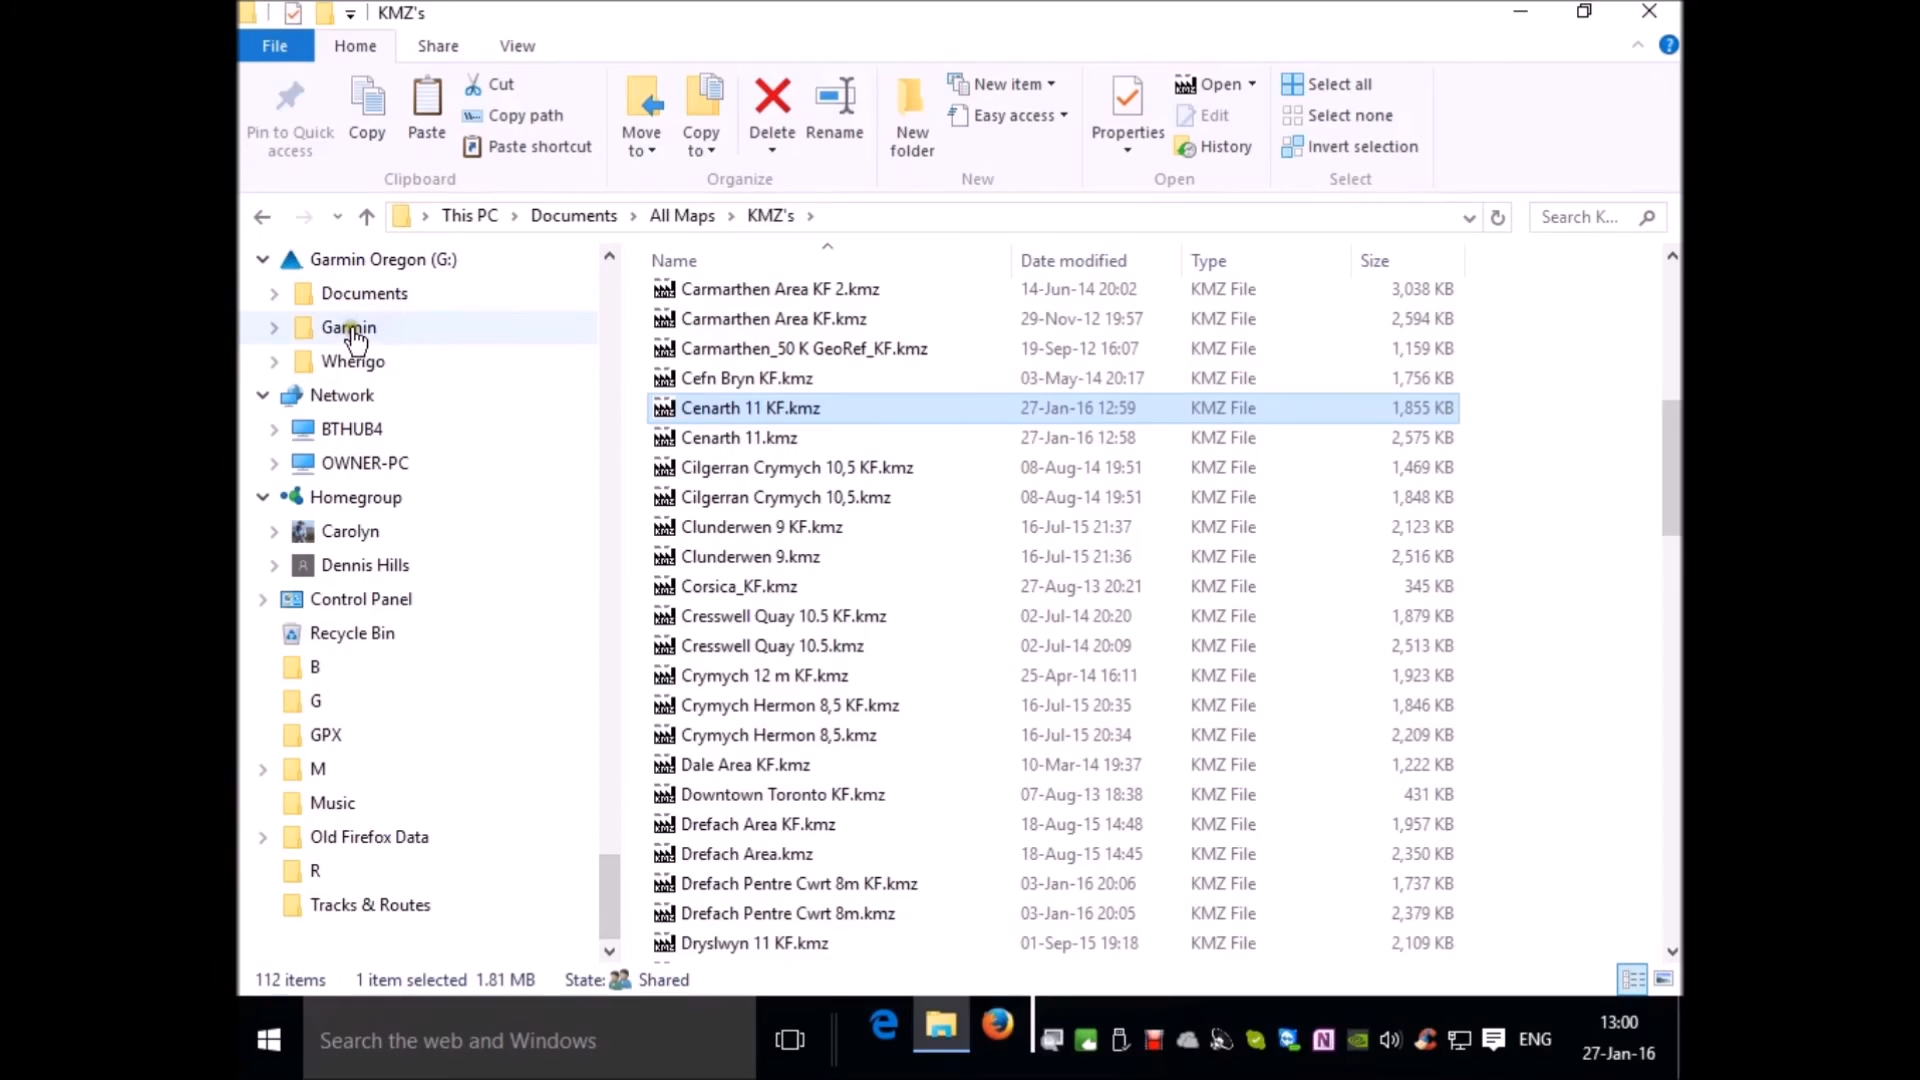 KMZ's
File Home Share View
Pin to Quick access
Copy
Paste
Cut
Copy path
Paste shortcut
Clipboard
Move to
Copy to
Delete
Rename
Organize
New folder
New item
Easy access
New
Properties
Open
Edit
History
Open
Select all
Select none
Invert selection
Select
This PC > Documents > All Maps > KMZ's >
Search K...
Garmin Oregon (G:)
Documents
Garmin
Wherigo
Network
BTHUB4
OWNER-PC
Homegroup
Carolyn
Dennis Hills
Control Panel
Recycle Bin
B
G
GPX
M
Music
Old Firefox Data
R
Tracks & Routes
Name Date modified Type Size
Carmarthen Area KF 2.kmz 14-Jun-14 20:02 KMZ File 3,038 KB
Carmarthen Area KF.kmz 29-Nov-12 19:57 KMZ File 2,594 KB
Carmarthen_50 K GeoRef_KF.kmz 19-Sep-12 16:07 KMZ File 1,159 KB
Cefn Bryn KF.kmz 03-May-14 20:17 KMZ File 1,756 KB
Cenarth 11 KF.kmz 27-Jan-16 12:59 KMZ File 1,855 KB
Cenarth 11.kmz 27-Jan-16 12:58 KMZ File 2,575 KB
Cilgerran Crymych 10,5 KF.kmz 08-Aug-14 19:51 KMZ File 1,469 KB
Cilgerran Crymych 10,5.kmz 08-Aug-14 19:51 KMZ File 1,848 KB
Clunderwen 9 KF.kmz 16-Jul-15 21:37 KMZ File 2,123 KB
Clunderwen 9.kmz 16-Jul-15 21:36 KMZ File 2,516 KB
Corsica_KF.kmz 27-Aug-13 20:21 KMZ File 345 KB
Cresswell Quay 10.5 KF.kmz 02-Jul-14 20:20 KMZ File 1,879 KB
Cresswell Quay 10.5.kmz 02-Jul-14 20:09 KMZ File 2,513 KB
Crymych 12 m KF.kmz 25-Apr-14 16:11 KMZ File 1,923 KB
Crymych Hermon 8,5 KF.kmz 16-Jul-15 20:35 KMZ File 1,846 KB
Crymych Hermon 8,5.kmz 16-Jul-15 20:34 KMZ File 2,209 KB
Dale Area KF.kmz 10-Mar-14 19:37 KMZ File 1,222 KB
Downtown Toronto KF.kmz 07-Aug-13 18:38 KMZ File 431 KB
Drefach Area KF.kmz 18-Aug-15 14:48 KMZ File 1,957 KB
Drefach Area.kmz 18-Aug-15 14:45 KMZ File 2,350 KB
Drefach Pentre Cwrt 8m KF.kmz 03-Jan-16 20:06 KMZ File 1,737 KB
Drefach Pentre Cwrt 8m.kmz 03-Jan-16 20:05 KMZ File 2,379 KB
Dryslwyn 11 KF.kmz 01-Sep-15 19:18 KMZ File 2,109 KB
112 items 1 item selected 1.81 MB State: Shared
Search the web and Windows
ENG
13:00
27-Jan-16